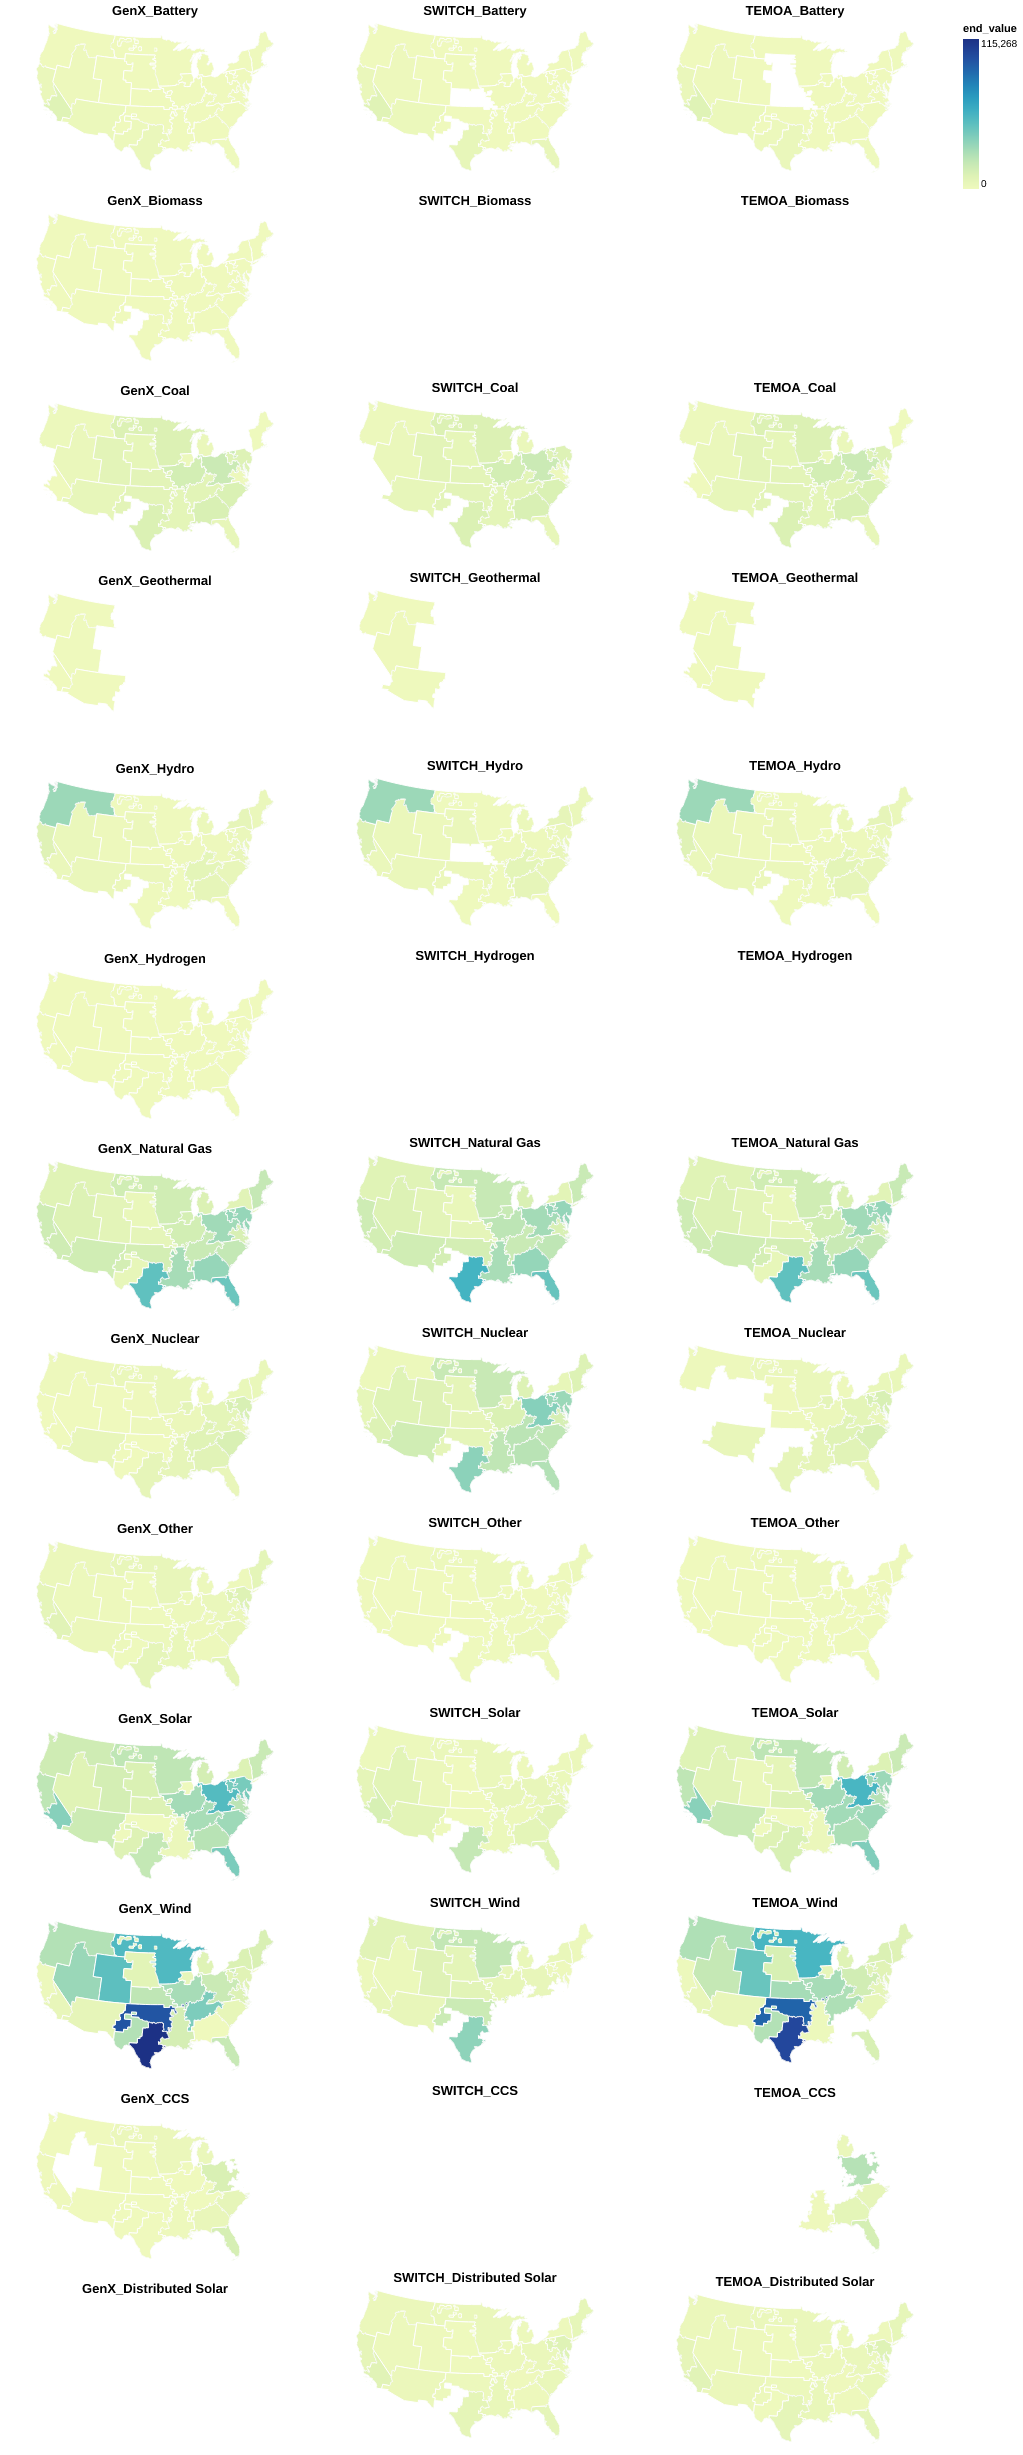 GenX_Battery
SWITCH_Battery
TEMOA_Battery
end_value
115,268
0
GenX_Biomass
SWITCH_Biomass
TEMOA_Biomass
GenX_Coal
SWITCH_Coal
TEMOA_Coal
GenX_Geothermal
SWITCH_Geothermal
TEMOA_Geothermal
GenX_Hydro
SWITCH_Hydro
TEMOA_Hydro
GenX_Hydrogen
SWITCH_Hydrogen
TEMOA_Hydrogen
GenX_Natural Gas
SWITCH_Natural Gas
TEMOA_Natural Gas
GenX_Nuclear
SWITCH_Nuclear
TEMOA_Nuclear
GenX_Other
SWITCH_Other
TEMOA_Other
GenX_Solar
SWITCH_Solar
TEMOA_Solar
GenX_Wind
SWITCH_Wind
TEMOA_Wind
GenX_CCS
SWITCH_CCS
TEMOA_CCS
GenX_Distributed Solar
SWITCH_Distributed Solar
TEMOA_Distributed Solar